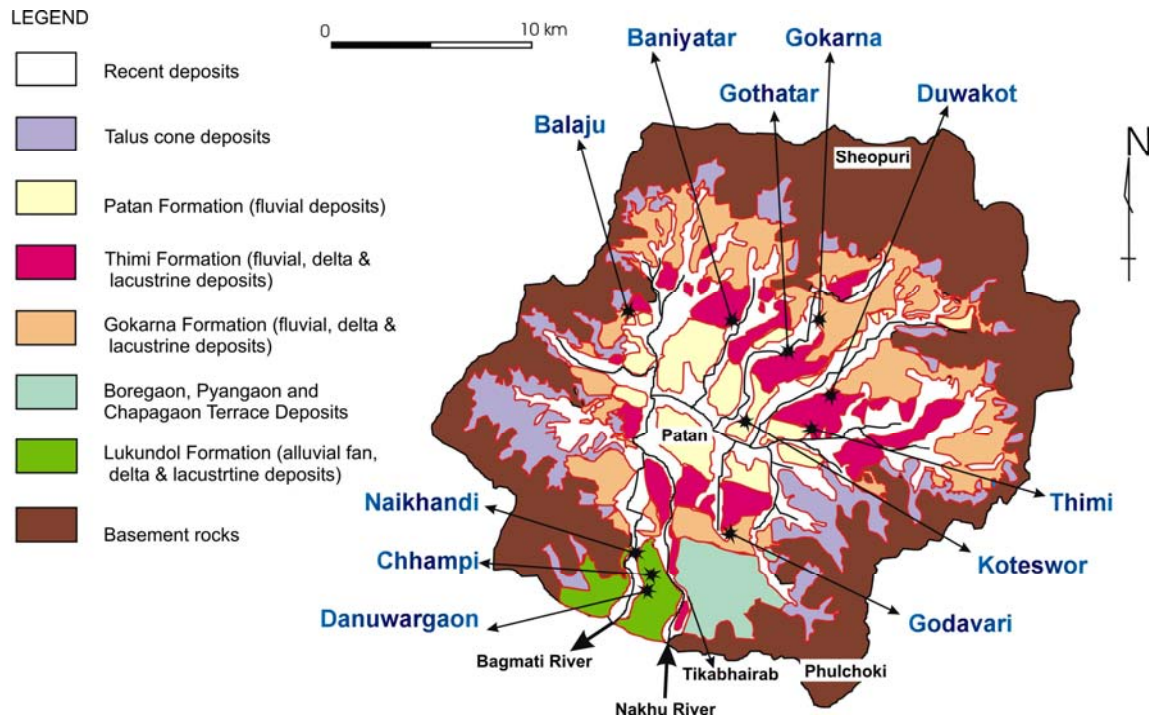 LEGEND
Recent deposits
Talus cone deposits
Patan Formation (fluvial deposits)
Thimi Formation (fluvial, delta &
lacustrine deposits)
Gokarna Formation (fluvial, delta &
lacustrine deposits)
Boregaon, Pyangaon and
Chapagaon Terrace Deposits
Lukundol Formation (alluvial fan,
delta & lacustrtine deposits)
Basement rocks
0 10 km
Baniyatar
Gokarna
Gothatar
Duwakot
Balaju
N
Sheopuri
Patan
Naikhandi
Thimi
Chhampi
Koteswor
Danuwargaon
Godavari
Bagmati River
Tikabhairab
Phulchoki
Nakhu River